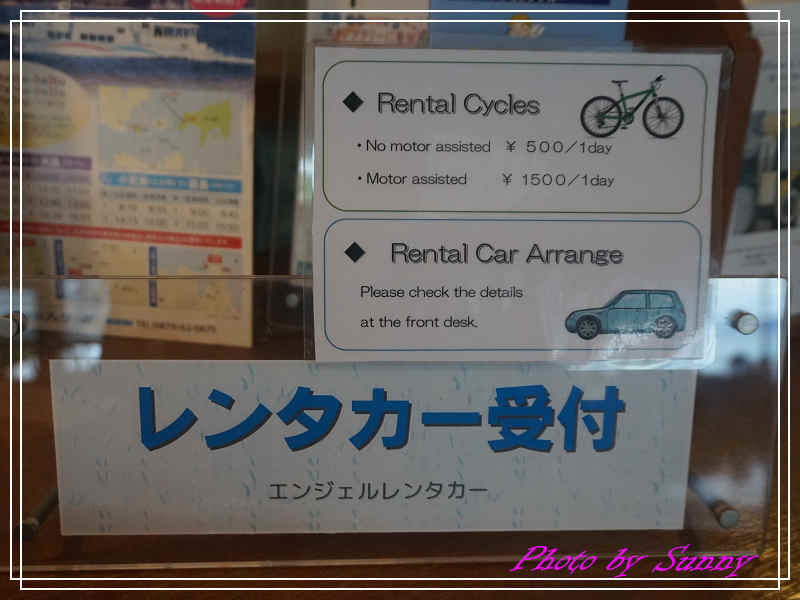 ◆ Rental Cycles
・No motor assisted ￥ 500／1day
・Motor assisted ￥ 1500／1day
◆ Rental Car Arrange
Please check the details
at the front desk.
レンタカー受付
エンジェルレンタカー
Photo by Sunny